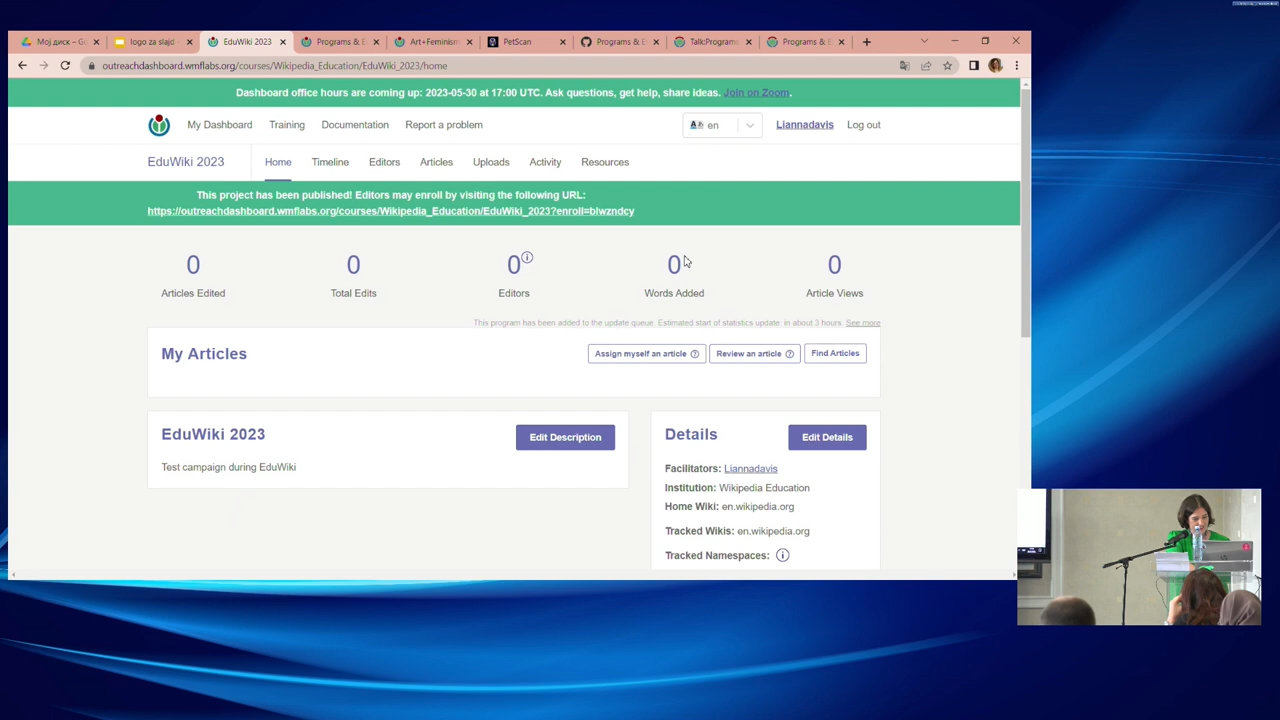 Мој диск – G
logo za slajd
EduWiki 2023
Programs & E
Art+Feminism
PetScan
Programs & E
Talk:Programs
Programs & E
outreachdashboard.wmflabs.org/courses/Wikipedia_Education/EduWiki_2023/home
Dashboard office hours are coming up: 2023-05-30 at 17:00 UTC. Ask questions, get help, share ideas. Join on Zoom.
My Dashboard Training Documentation Report a problem en Liannadavis Log out
EduWiki 2023 Home Timeline Editors Articles Uploads Activity Resources
This project has been published! Editors may enroll by visiting the following URL:
https://outreachdashboard.wmflabs.org/courses/Wikipedia_Education/EduWiki_2023?enroll=blwzndcy
0 0 0 0 0
Articles Edited Total Edits Editors Words Added Article Views
This program has been added to the update queue. Estimated start of statistics update: in about 3 hours. See more
My Articles Assign myself an article Review an article Find Articles
EduWiki 2023 Edit Description
Test campaign during EduWiki
Details Edit Details
Facilitators: Liannadavis
Institution: Wikipedia Education
Home Wiki: en.wikipedia.org
Tracked Wikis: en.wikipedia.org
Tracked Namespaces: